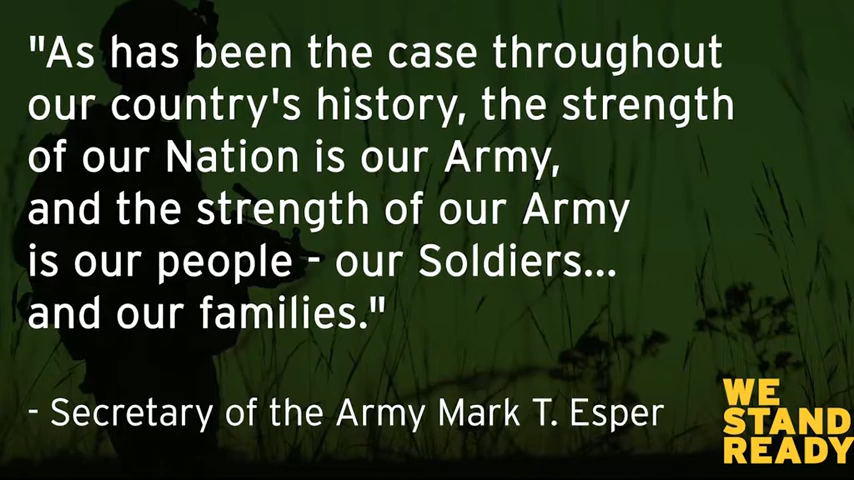 "As has been the case throughout
our country's history, the strength
of our Nation is our Army,
and the strength of our Army
is our people - our Soldiers...
and our families."
- Secretary of the Army Mark T. Esper
WE
STAND
READY